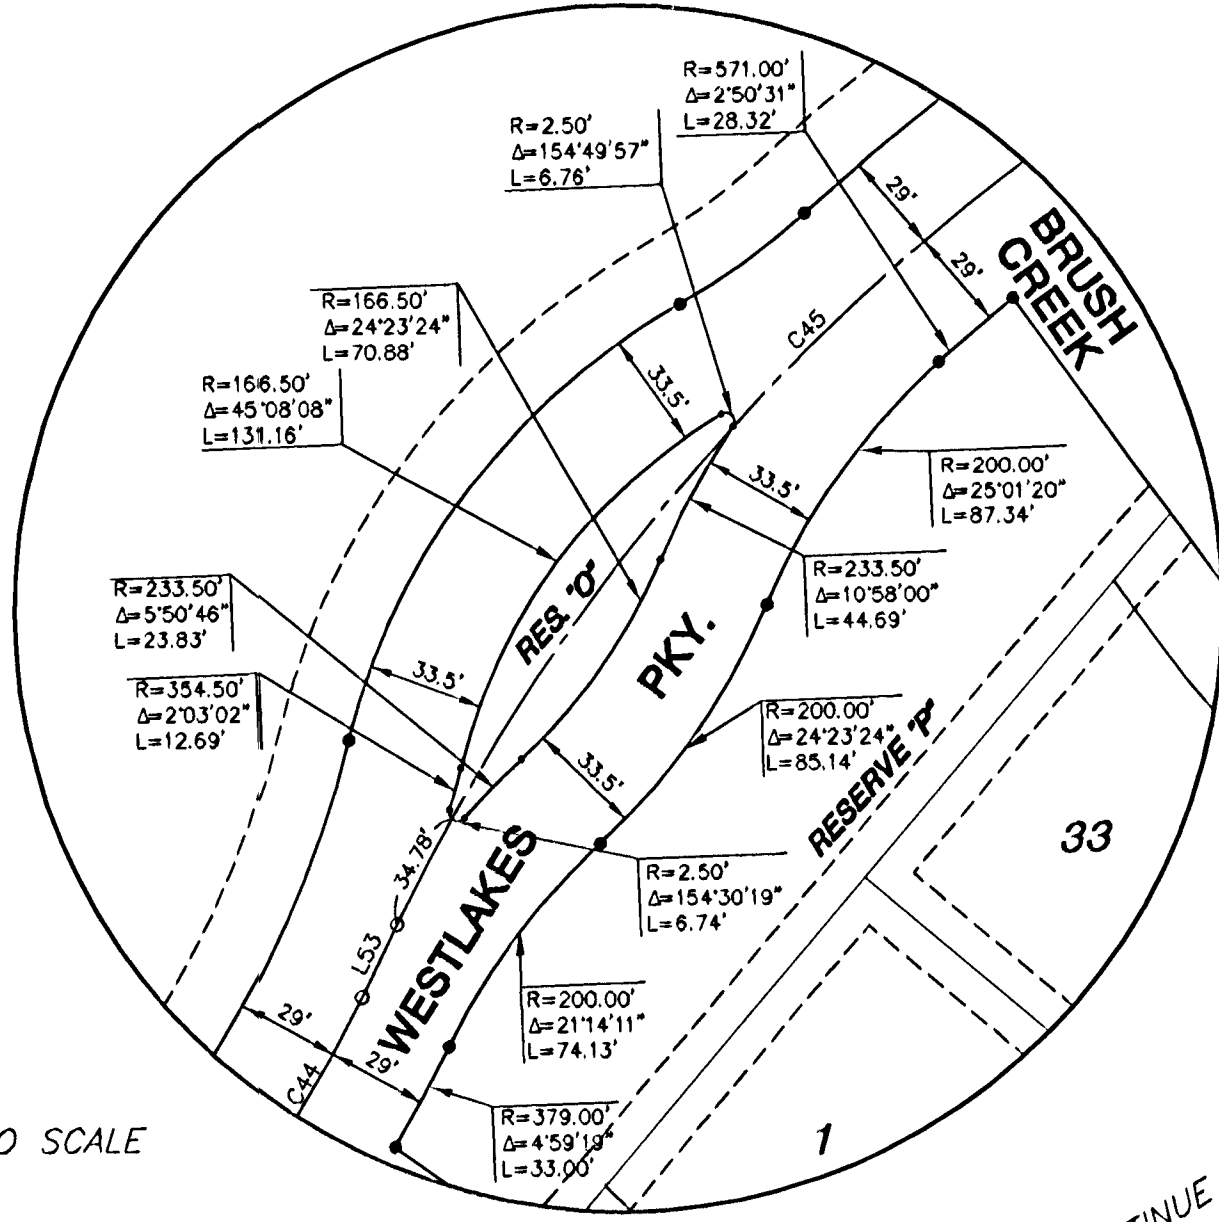 R=571.00'
Δ=2°50'31"
L=28.32'
R=2.50'
Δ=154°49'57"
L=6.76'
29'
29'
BRUSH
CREEK
R=166.50'
Δ=24°23'24"
L=70.88'
C45
33.5'
R=166.50'
Δ=45°08'08"
L=131.16'
33.5'
R=200.00'
Δ=25°01'20"
L=87.34'
R=233.50'
Δ=5°50'46"
L=23.83'
RES. "O"
R=233.50'
Δ=10°58'00"
L=44.69'
33.5'
PKY.
R=354.50'
Δ=2°03'02"
L=12.69'
R=200.00'
Δ=24°23'24"
L=85.14'
33.5'
RESERVE "P"
33
34.78'
WESTLAKES
R=2.50'
Δ=154°30'19"
L=6.74'
L53
R=200.00'
Δ=21°14'11"
L=74.13'
29'
29'
C44
R=379.00'
Δ=4°59'19"
L=33.00'
1
O SCALE
TINUE